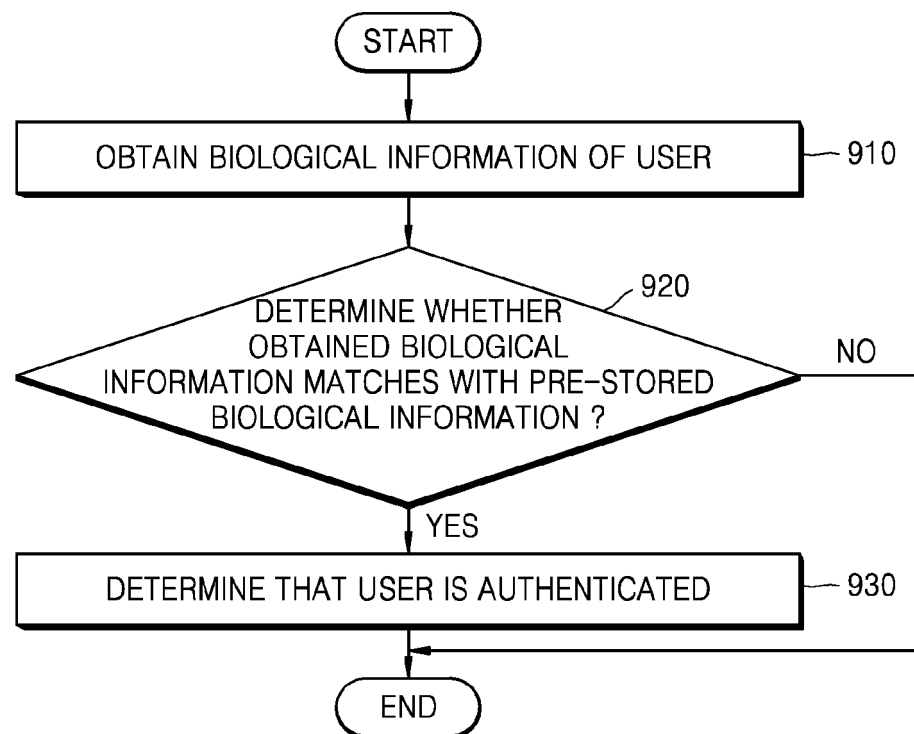 START
OBTAIN BIOLOGICAL INFORMATION OF USER
910
920
DETERMINE WHETHER
OBTAINED BIOLOGICAL
INFORMATION MATCHES WITH PRE-STORED
BIOLOGICAL INFORMATION ?
NO
YES
DETERMINE THAT USER IS AUTHENTICATED
930
END